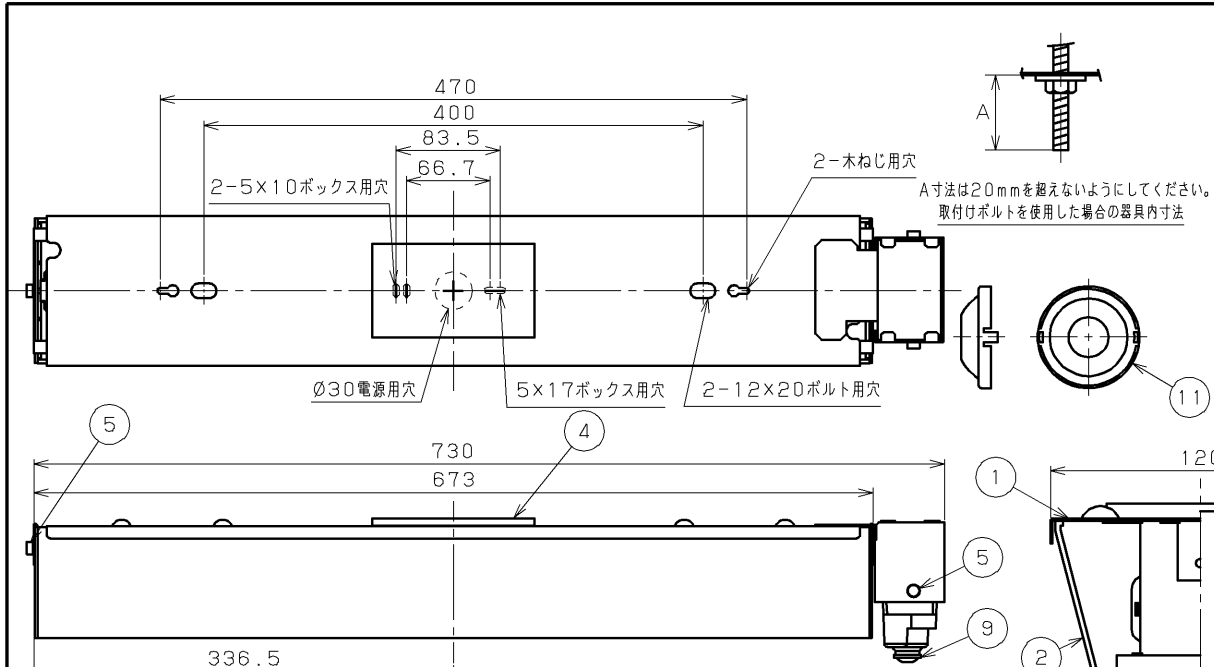 470
400
83.5
66.7
2-5×10ボックス用穴
2-木ねじ用穴
A
A寸法は20mmを超えないようにしてください。
取付けボルトを使用した場合の器具内寸法
Ø30電源用穴
5×17ボックス用穴
2-12×20ボルト用穴
11
5
4
730
673
1
120
5
9
2
336.5